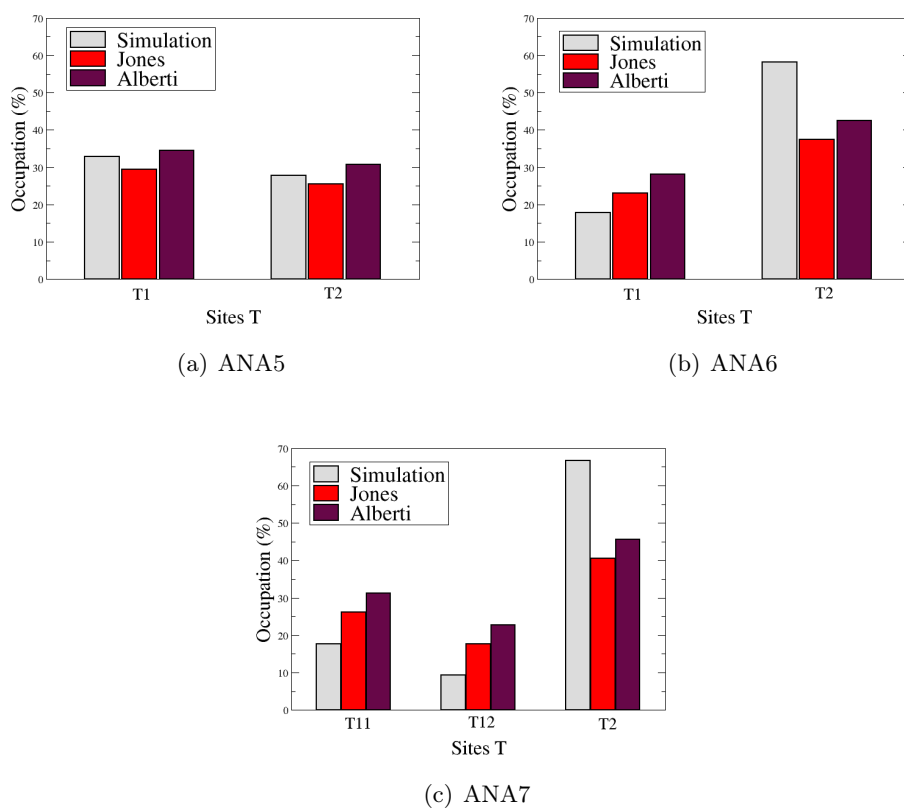 70
60
50
40
30
20
10
0
Occupation (%)
Simulation
Jones
Alberti
T1 T2
Sites T
(a) ANA5
70
60
50
40
30
20
10
0
Occupation (%)
Simulation
Jones
Alberti
T1 T2
Sites T
(b) ANA6
70
60
50
40
30
20
10
0
Occupation (%)
Simulation
Jones
Alberti
T11 T12 T2
Sites T
(c) ANA7